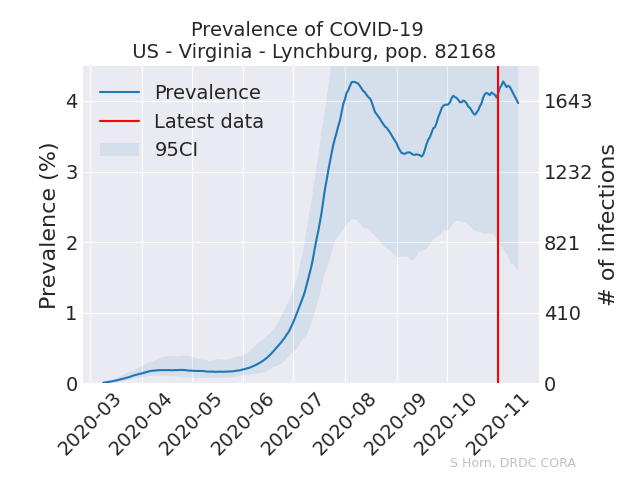 Prevalence of COVID-19
US - Virginia - Lynchburg, pop. 82168
Prevalence
Latest data
95CI
Prevalence (%)
4
3
2
1
0
1643
1232
821
410
0
# of infections
2020-03
2020-04
2020-05
2020-06
2020-07
2020-08
2020-09
2020-10
2020-11
S Horn, DRDC CORA